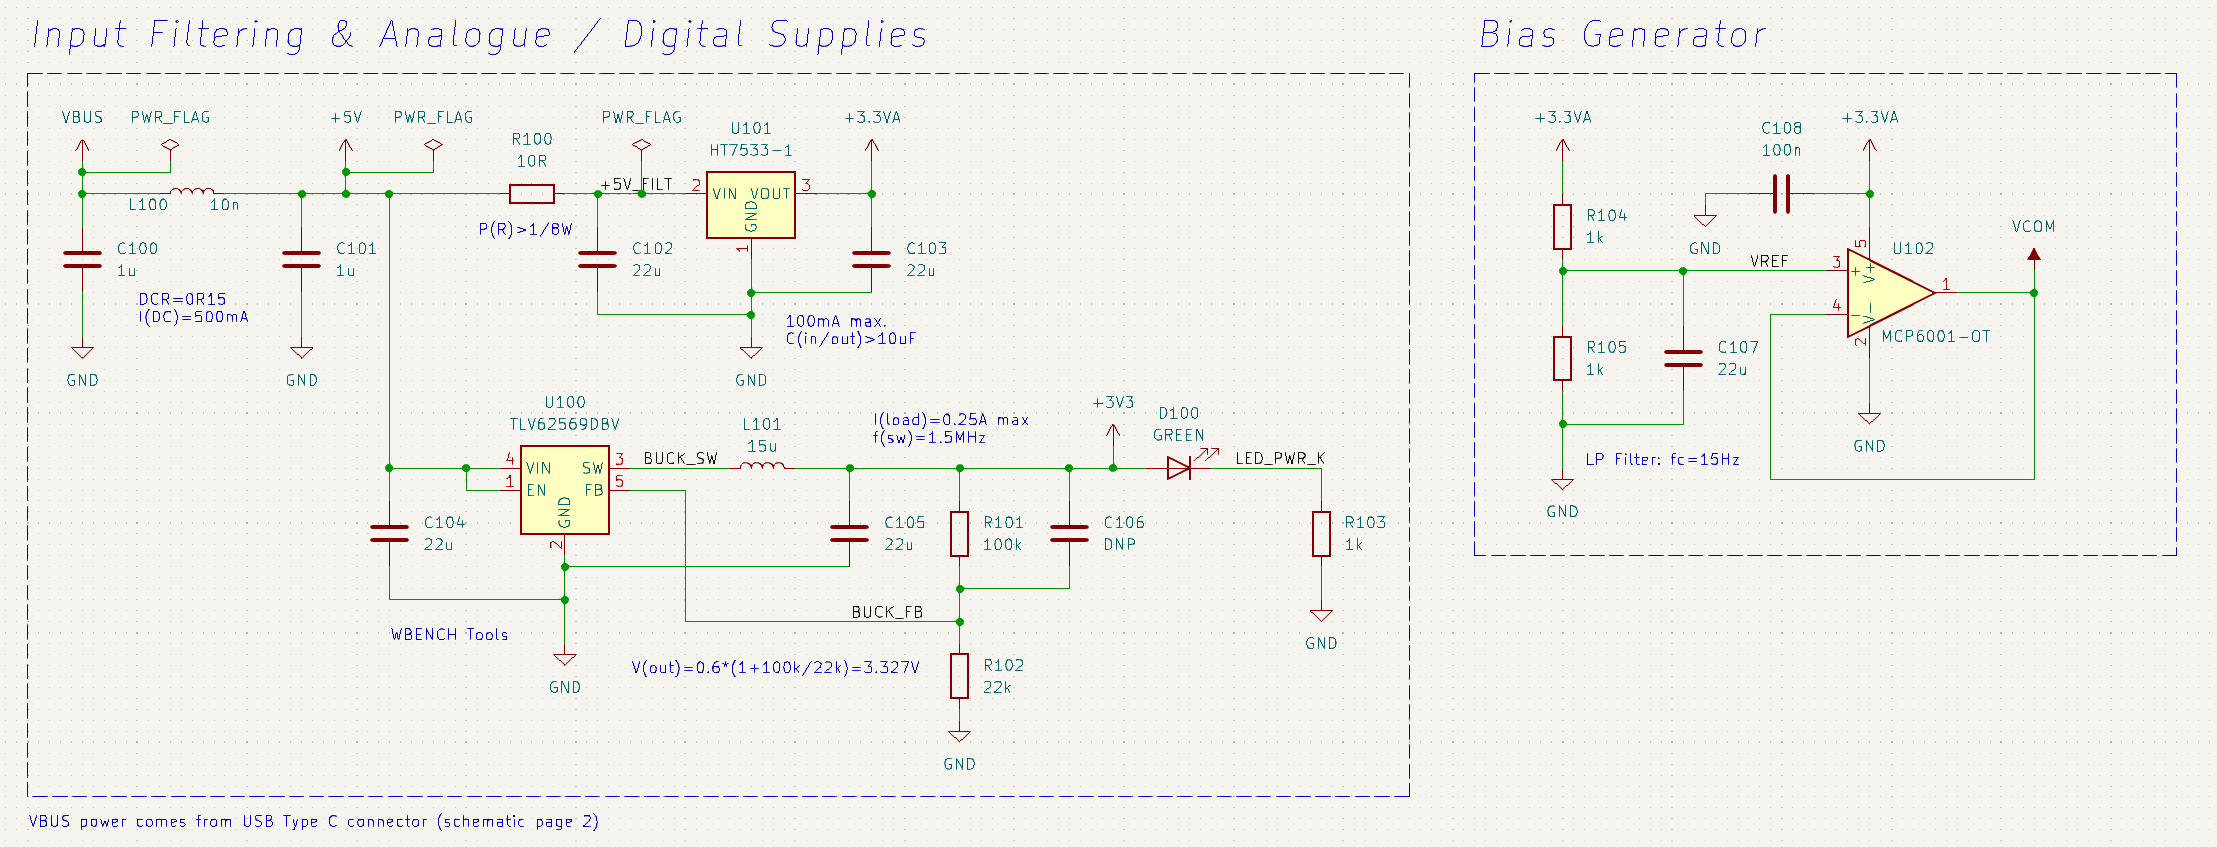 Input Filtering & Analogue / Digital Supplies
VBUS
PWR_FLAG
+5V
PWR_FLAG
R100
10R
PWR_FLAG
U101
HT7533-1
+3.3VA
L100
10n
+5V_FILT
2
VIN
VOUT
3
GND
1
P(R)>1/8W
C100
1u
C101
1u
C102
22u
C103
22u
DCR=0R15
I(DC)=500mA
100mA max.
C(in/out)>10uF
GND
GND
GND
U100
TLV62569DBV
L101
15u
I(load)=0.25A max
f(sw)=1.5MHz
+3V3
D100
GREEN
4
VIN
SW
3
BUCK_SW
LED_PWR_K
1
EN
FB
5
GND
2
C104
22u
C105
22u
R101
100k
C106
DNP
R103
1k
BUCK_FB
WBENCH Tools
V(out)=0.6*(1+100k/22k)=3.327V
R102
22k
GND
GND
GND
VBUS power comes from USB Type C connector (schematic page 2)
Bias Generator
+3.3VA
C108
100n
+3.3VA
R104
1k
GND
VCOM
VREF
3
+
5
V+
U102
1
4
-
V-
2
MCP6001-OT
R105
1k
C107
22u
LP Filter: fc=15Hz
GND
GND